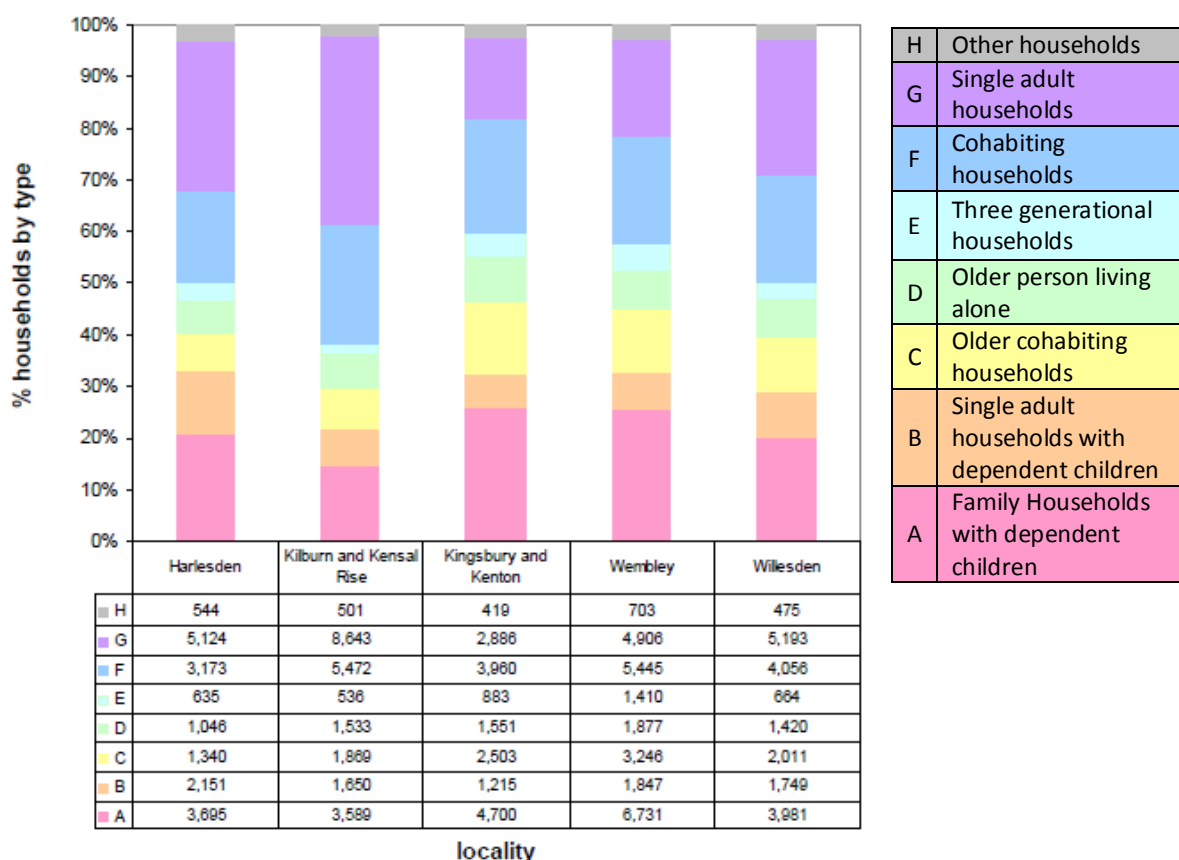 100%
90%
80%
70%
60%
50%
40%
30%
20%
10%
0%
% households by type
Harlesden Kilburn and Kensal Rise Kingsbury and Kenton Wembley Willesden
H 544 501 419 703 475
G 5,124 8,643 2,886 4,906 5,193
F 3,173 5,472 3,960 5,445 4,056
E 635 536 883 1,410 664
D 1,046 1,533 1,551 1,877 1,420
C 1,340 1,869 2,503 3,246 2,011
B 2,151 1,650 1,215 1,847 1,749
A 3,695 3,589 4,700 6,731 3,981
locality
H Other households
G Single adult
households
F Cohabiting
households
E Three generational
households
D Older person living
alone
C Older cohabiting
households
B Single adult
households with
dependent children
A Family Households
with dependent
children